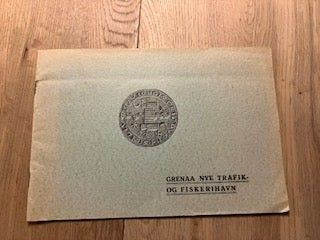 GRENAA NYE TRAFIK-
OG FISKERIHAVN